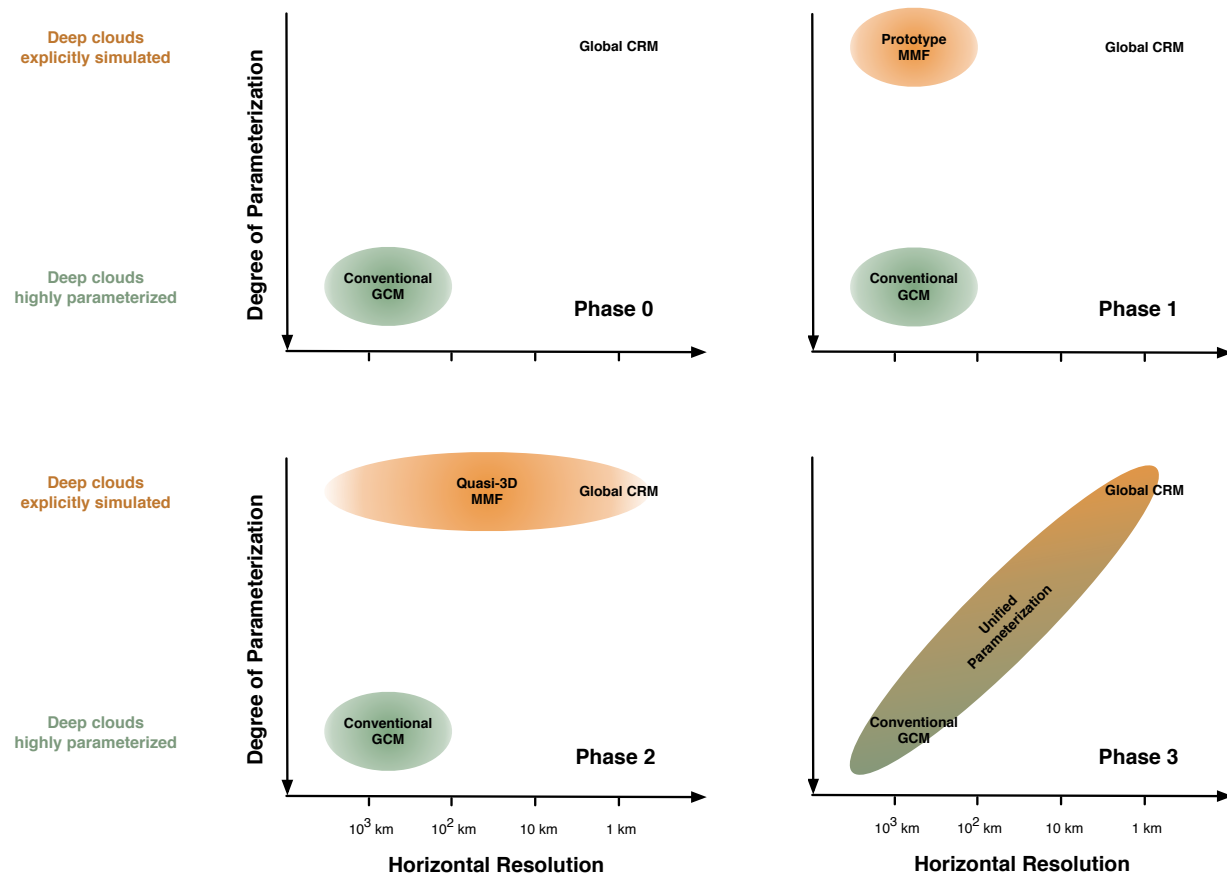 Deep clouds
explicitly simulated
Deep clouds
highly parameterized
Degree of Parameterization
Global CRM
Conventional
GCM
Phase 0
Prototype
MMF
Global CRM
Conventional
GCM
Phase 1
Deep clouds
explicitly simulated
Deep clouds
highly parameterized
Degree of Parameterization
Quasi-3D
MMF
Global CRM
Conventional
GCM
Phase 2
10³ km
10² km
10 km
1 km
Horizontal Resolution
Global CRM
Unified
Parameterization
Conventional
GCM
Phase 3
10³ km
10² km
10 km
1 km
Horizontal Resolution